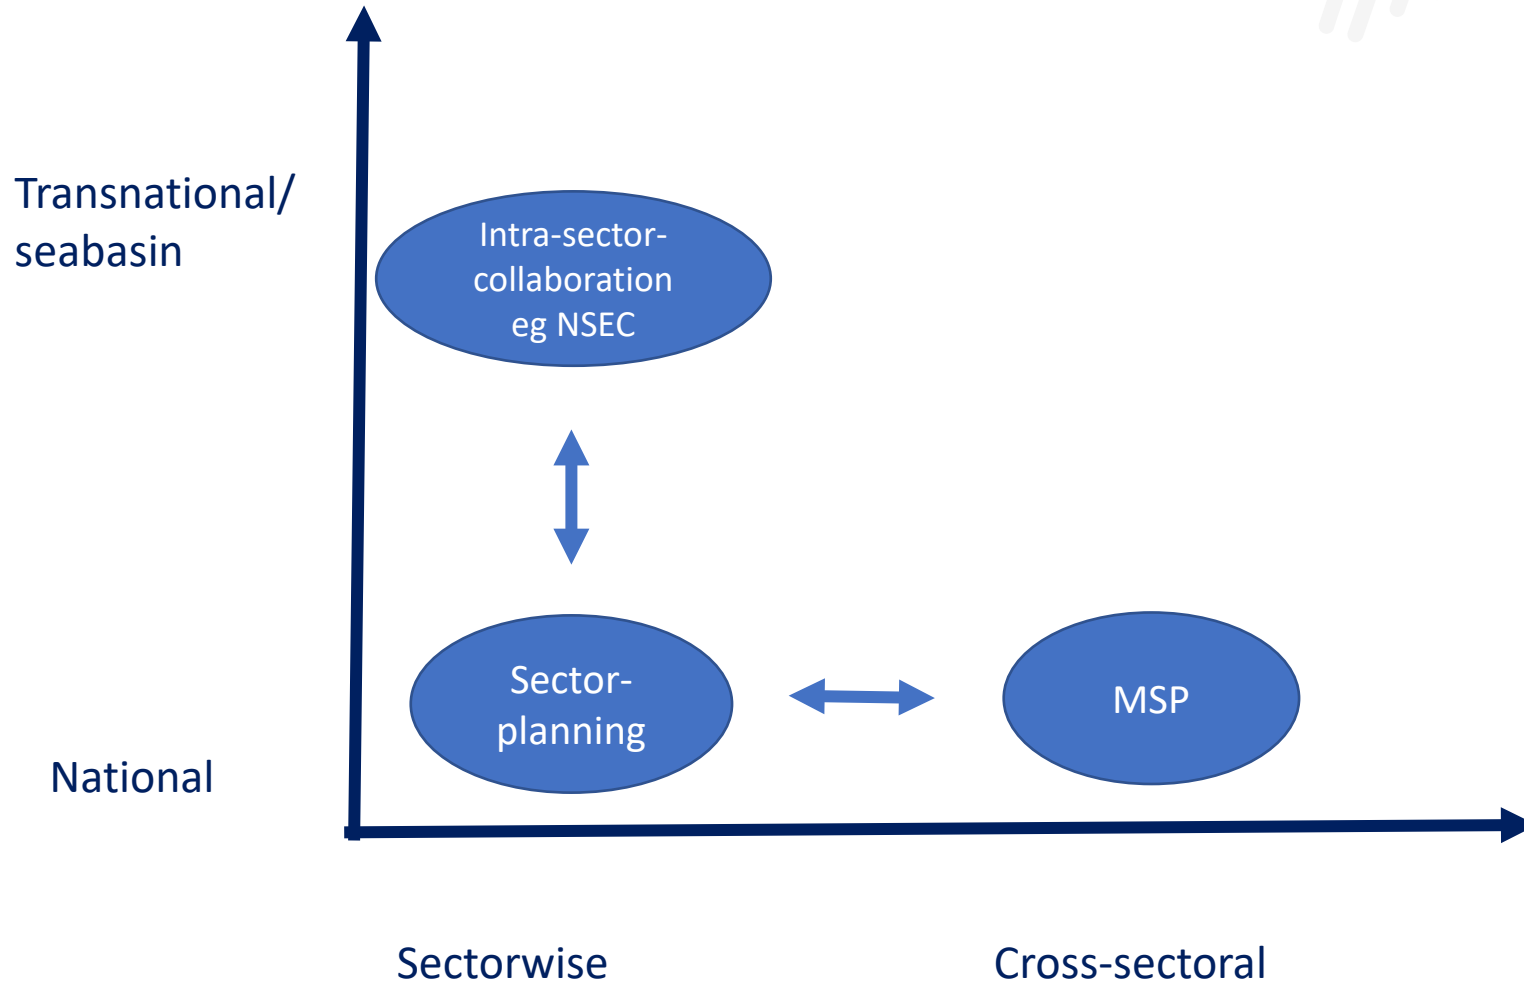 Transnational/
seabasin
Intra-sector-
collaboration
eg NSEC
Sector-
planning
MSP
National
Sectorwise
Cross-sectoral